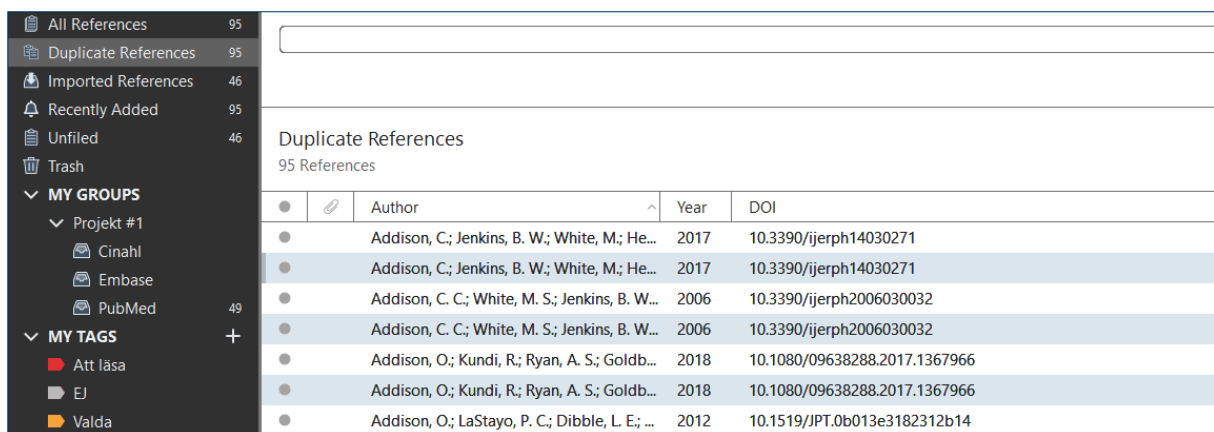 All References 95
Duplicate References 95
Imported References 46
Recently Added 95
Unfiled 46
Trash
MY GROUPS
Projekt #1
Cinahl
Embase
PubMed 49
MY TAGS +
Att läsa
EJ
Valda
Duplicate References
95 References
Author Year DOI
Addison, C.; Jenkins, B. W.; White, M.; He... 2017 10.3390/ijerph14030271
Addison, C.; Jenkins, B. W.; White, M.; He... 2017 10.3390/ijerph14030271
Addison, C. C.; White, M. S.; Jenkins, B. W... 2006 10.3390/ijerph2006030032
Addison, C. C.; White, M. S.; Jenkins, B. W... 2006 10.3390/ijerph2006030032
Addison, O.; Kundi, R.; Ryan, A. S.; Goldb... 2018 10.1080/09638288.2017.1367966
Addison, O.; Kundi, R.; Ryan, A. S.; Goldb... 2018 10.1080/09638288.2017.1367966
Addison, O.; LaStayo, P. C.; Dibble, L. E.; ... 2012 10.1519/JPT.0b013e3182312b14